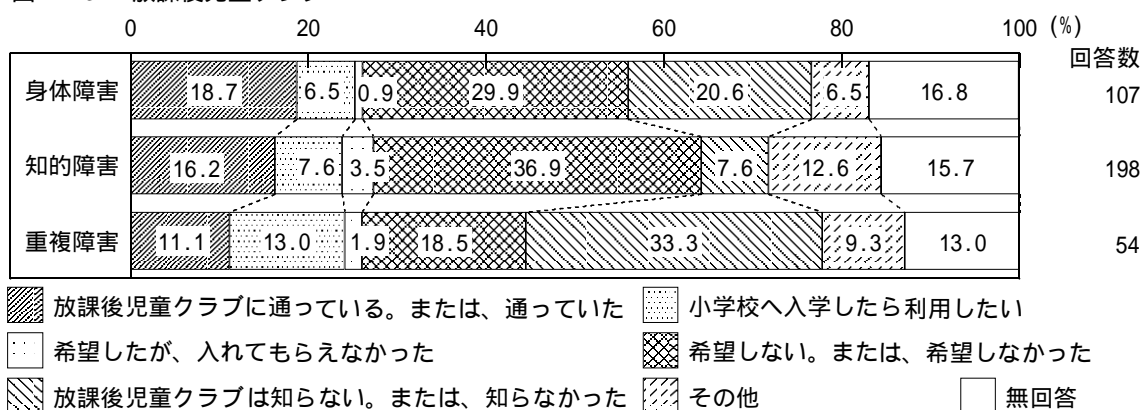 0 20 40 60 80 100 (%)
回答数
身体障害 18.7 6.5 0.9 29.9 20.6 6.5 16.8 107
知的障害 16.2 7.6 3.5 36.9 7.6 12.6 15.7 198
重複障害 11.1 13.0 1.9 18.5 33.3 9.3 13.0 54
放課後児童クラブに通っている。または、通っていた 小学校へ入学したら利用したい
希望したが、入れてもらえなかった 希望しない。または、希望しなかった
放課後児童クラブは知らない。または、知らなかった その他 無回答